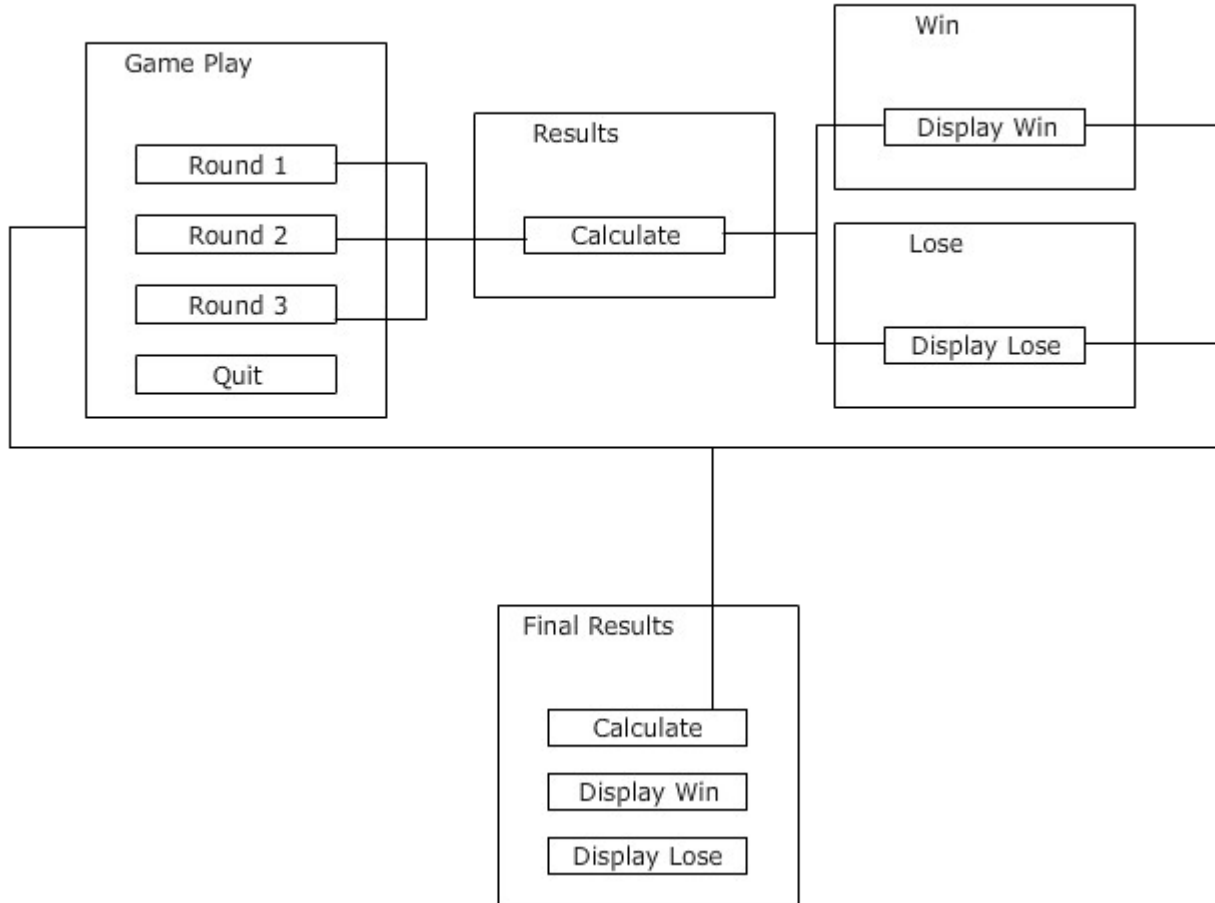 Game Play
Round 1
Round 2
Round 3
Quit
Results
Calculate
Win
Display Win
Lose
Display Lose
Final Results
Calculate
Display Win
Display Lose